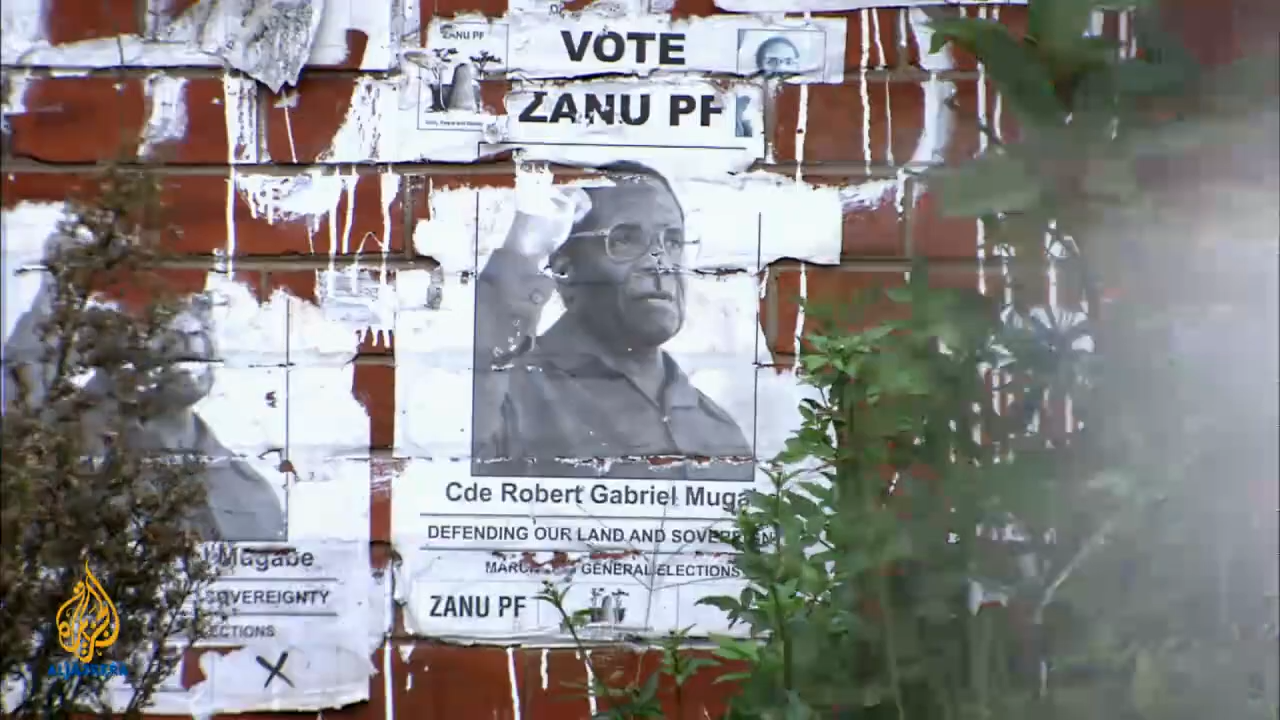 ZANU PF
VOTE
ZANU PF
Cde Robert Gabriel Muga
DEFENDING OUR LAND AND SOVEREIGN
GENERAL ELECTIONS
ZANU PF
Mugabe
SOVEREIGNTY
ECTIONS
X
ALJAZEERA